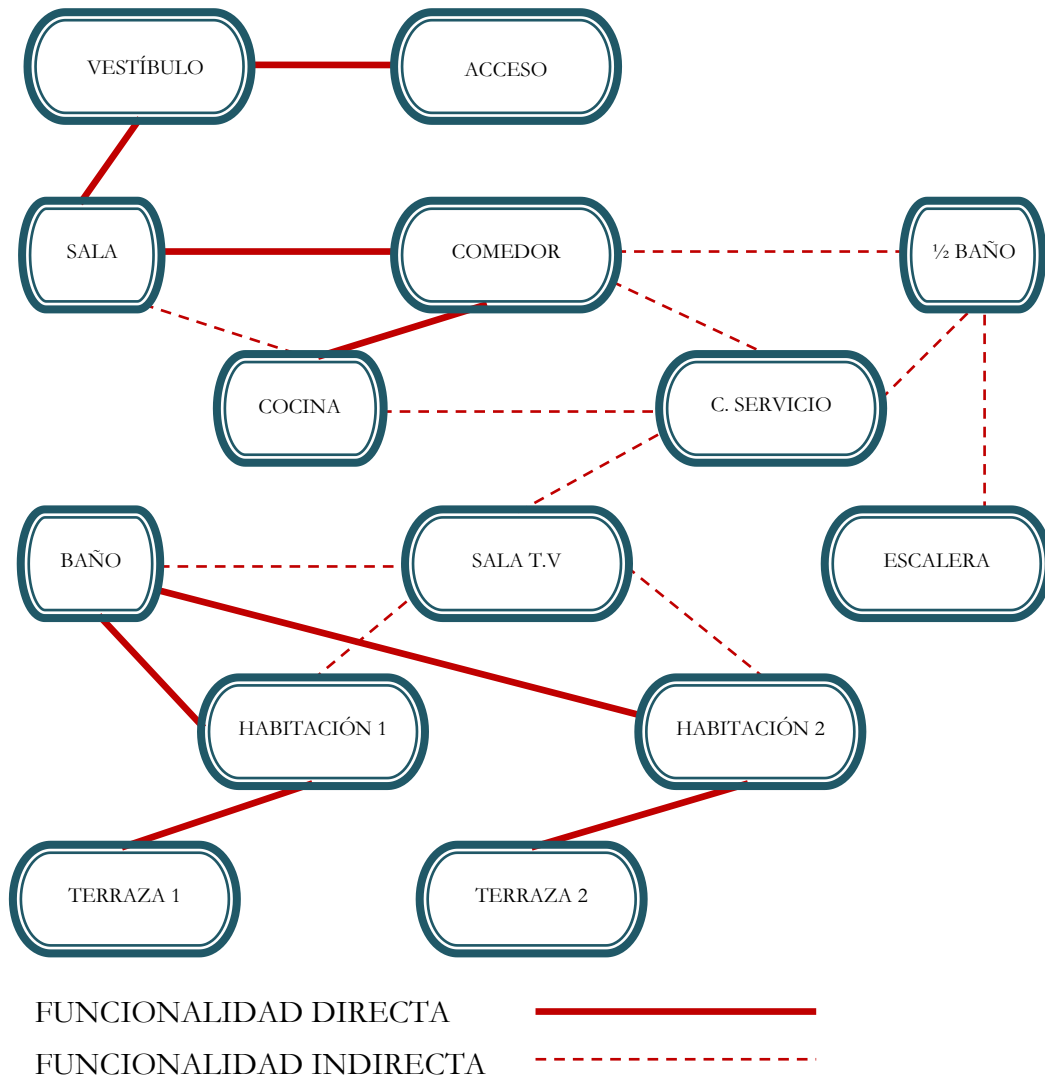 VESTÍBULO
ACCESO
SALA
COMEDOR
½ BAÑO
COCINA
C. SERVICIO
BAÑO
SALA T.V
ESCALERA
HABITACIÓN 1
HABITACIÓN 2
TERRAZA 1
TERRAZA 2
FUNCIONALIDAD DIRECTA
FUNCIONALIDAD INDIRECTA